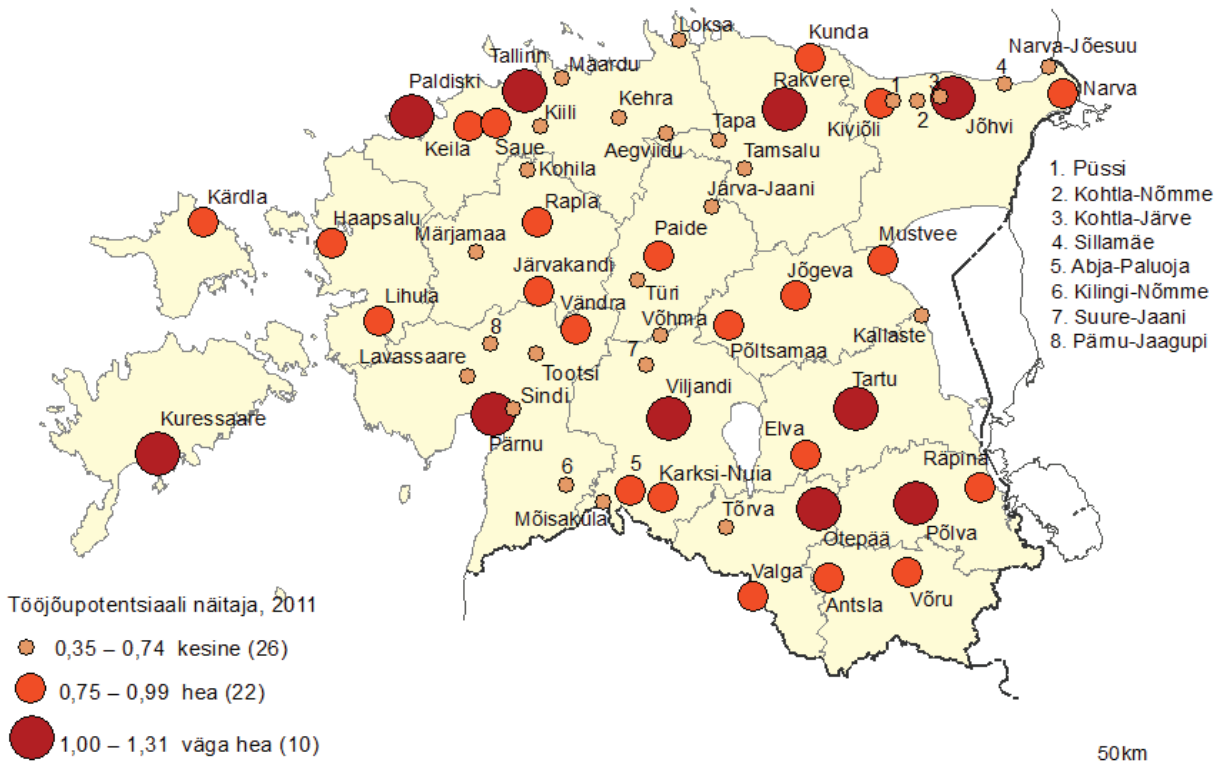 Loksa
Kunda
Narva-Jõesuu
Tallinn
Maardu
Paldiski
Rakvere
1
3
4
Narva
Kehra
Kiili
Tapa
Kiviõli
2
Jõhvi
Keila
Saue
Aegviidu
Tamsalu
Kohila
Järva-Jaani
Kärdla
Rapla
Haapsalu
Märjamaa
Paide
Mustvee
Järvakandi
Jõgeva
Türi
Lihula
Vändra
Võhma
8
Põltsamaa
Kallaste
Lavassaare
Tootsi
7
Sindi
Viljandi
Tartu
Kuressaare
Pärnu
Elva
5
Karksi-Nuia
Räpina
6
Mõisaküla
Tõrva
Otepää
Põlva
Valga
Antsla
Võru
1. Püssi
2. Kohtla-Nõmme
3. Kohtla-Järve
4. Sillamäe
5. Abja-Paluoja
6. Kilingi-Nõmme
7. Suure-Jaani
8. Pärnu-Jaagupi
Tööjõupotentsiaali näitaja, 2011
0,35 – 0,74 kesine (26)
0,75 – 0,99 hea (22)
1,00 – 1,31 väga hea (10)
50km